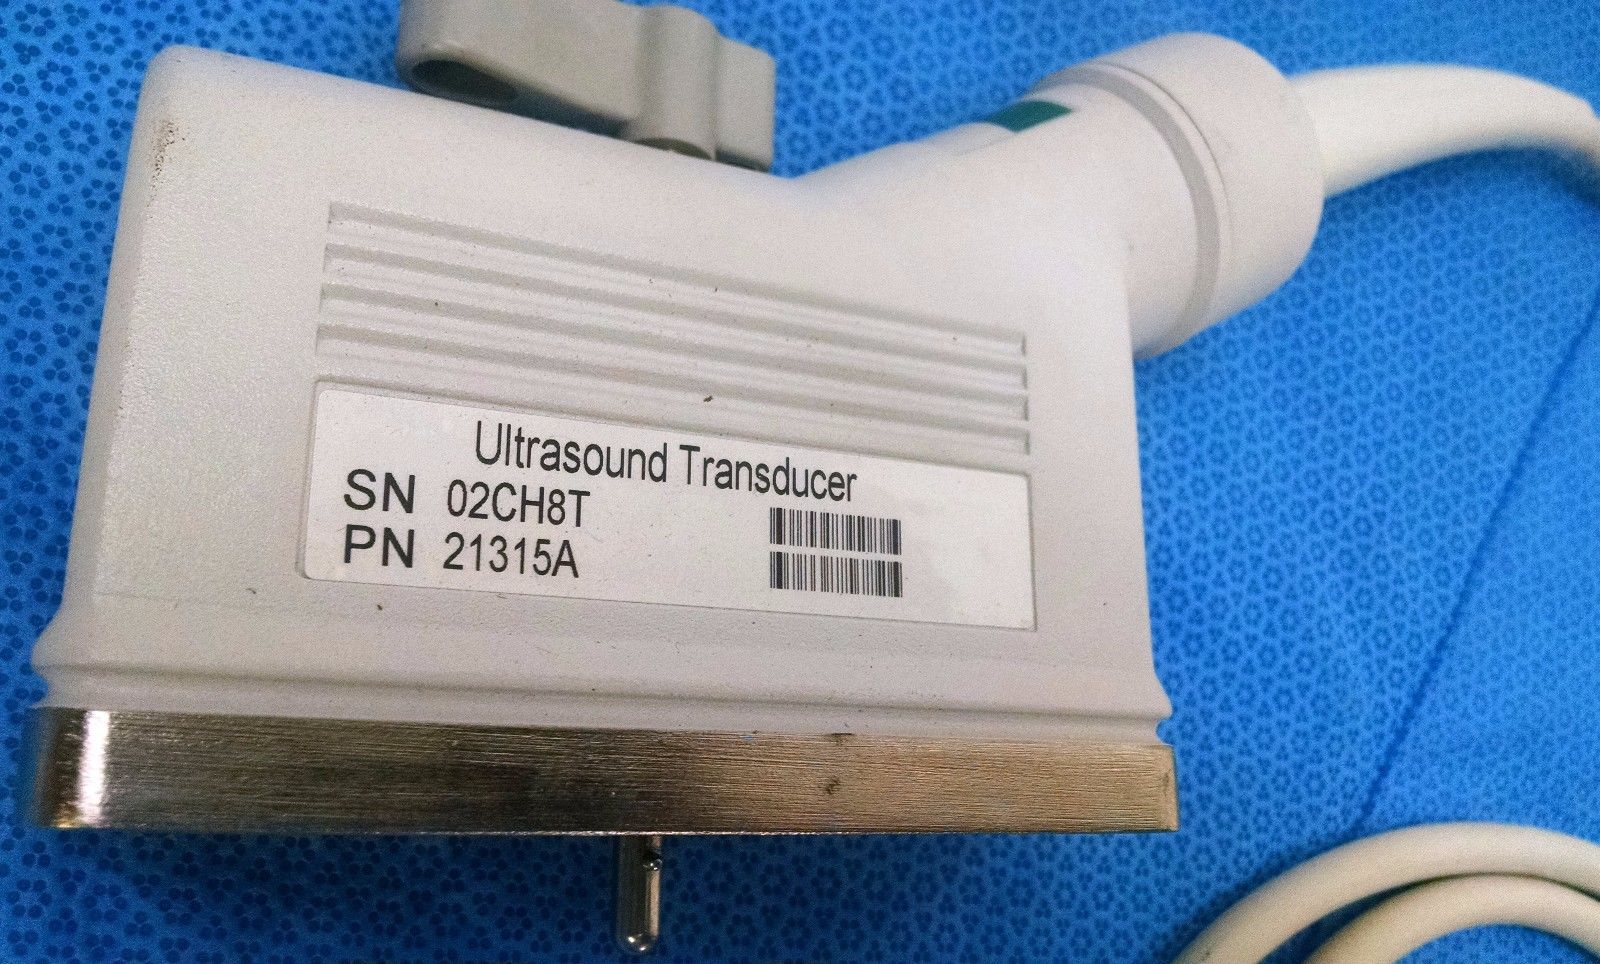 Ultrasound Transducer
SN 02CH8T
PN 21315A